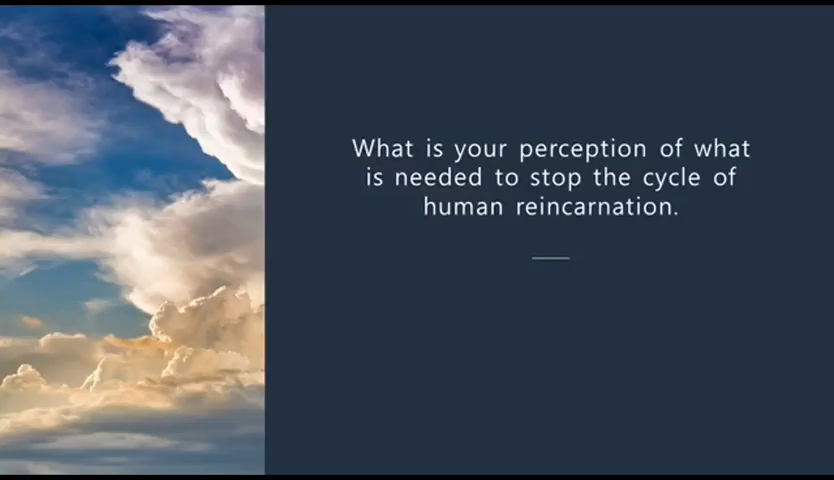 What is your perception of what
is needed to stop the cycle of
human reincarnation.